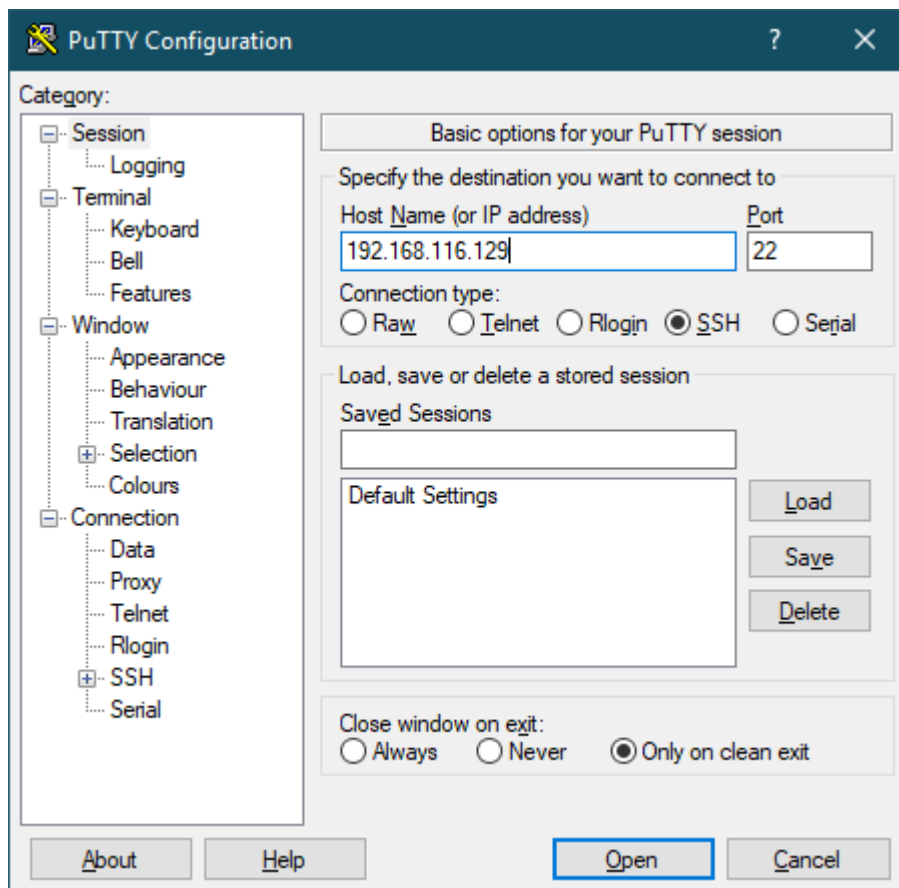 PuTTY Configuration
?
Category:
Session
Logging
Terminal
Keyboard
Bell
Features
Window
Appearance
Behaviour
Translation
Selection
Colours
Connection
Data
Proxy
Telnet
Rlogin
SSH
Serial
Basic options for your PuTTY session
Specify the destination you want to connect to
Host Name (or IP address) Port
192.168.116.129 22
Connection type:
Raw Telnet Rlogin SSH Serial
Load, save or delete a stored session
Saved Sessions
Default Settings
Load
Save
Delete
Close window on exit:
Always Never Only on clean exit
About Help Open Cancel